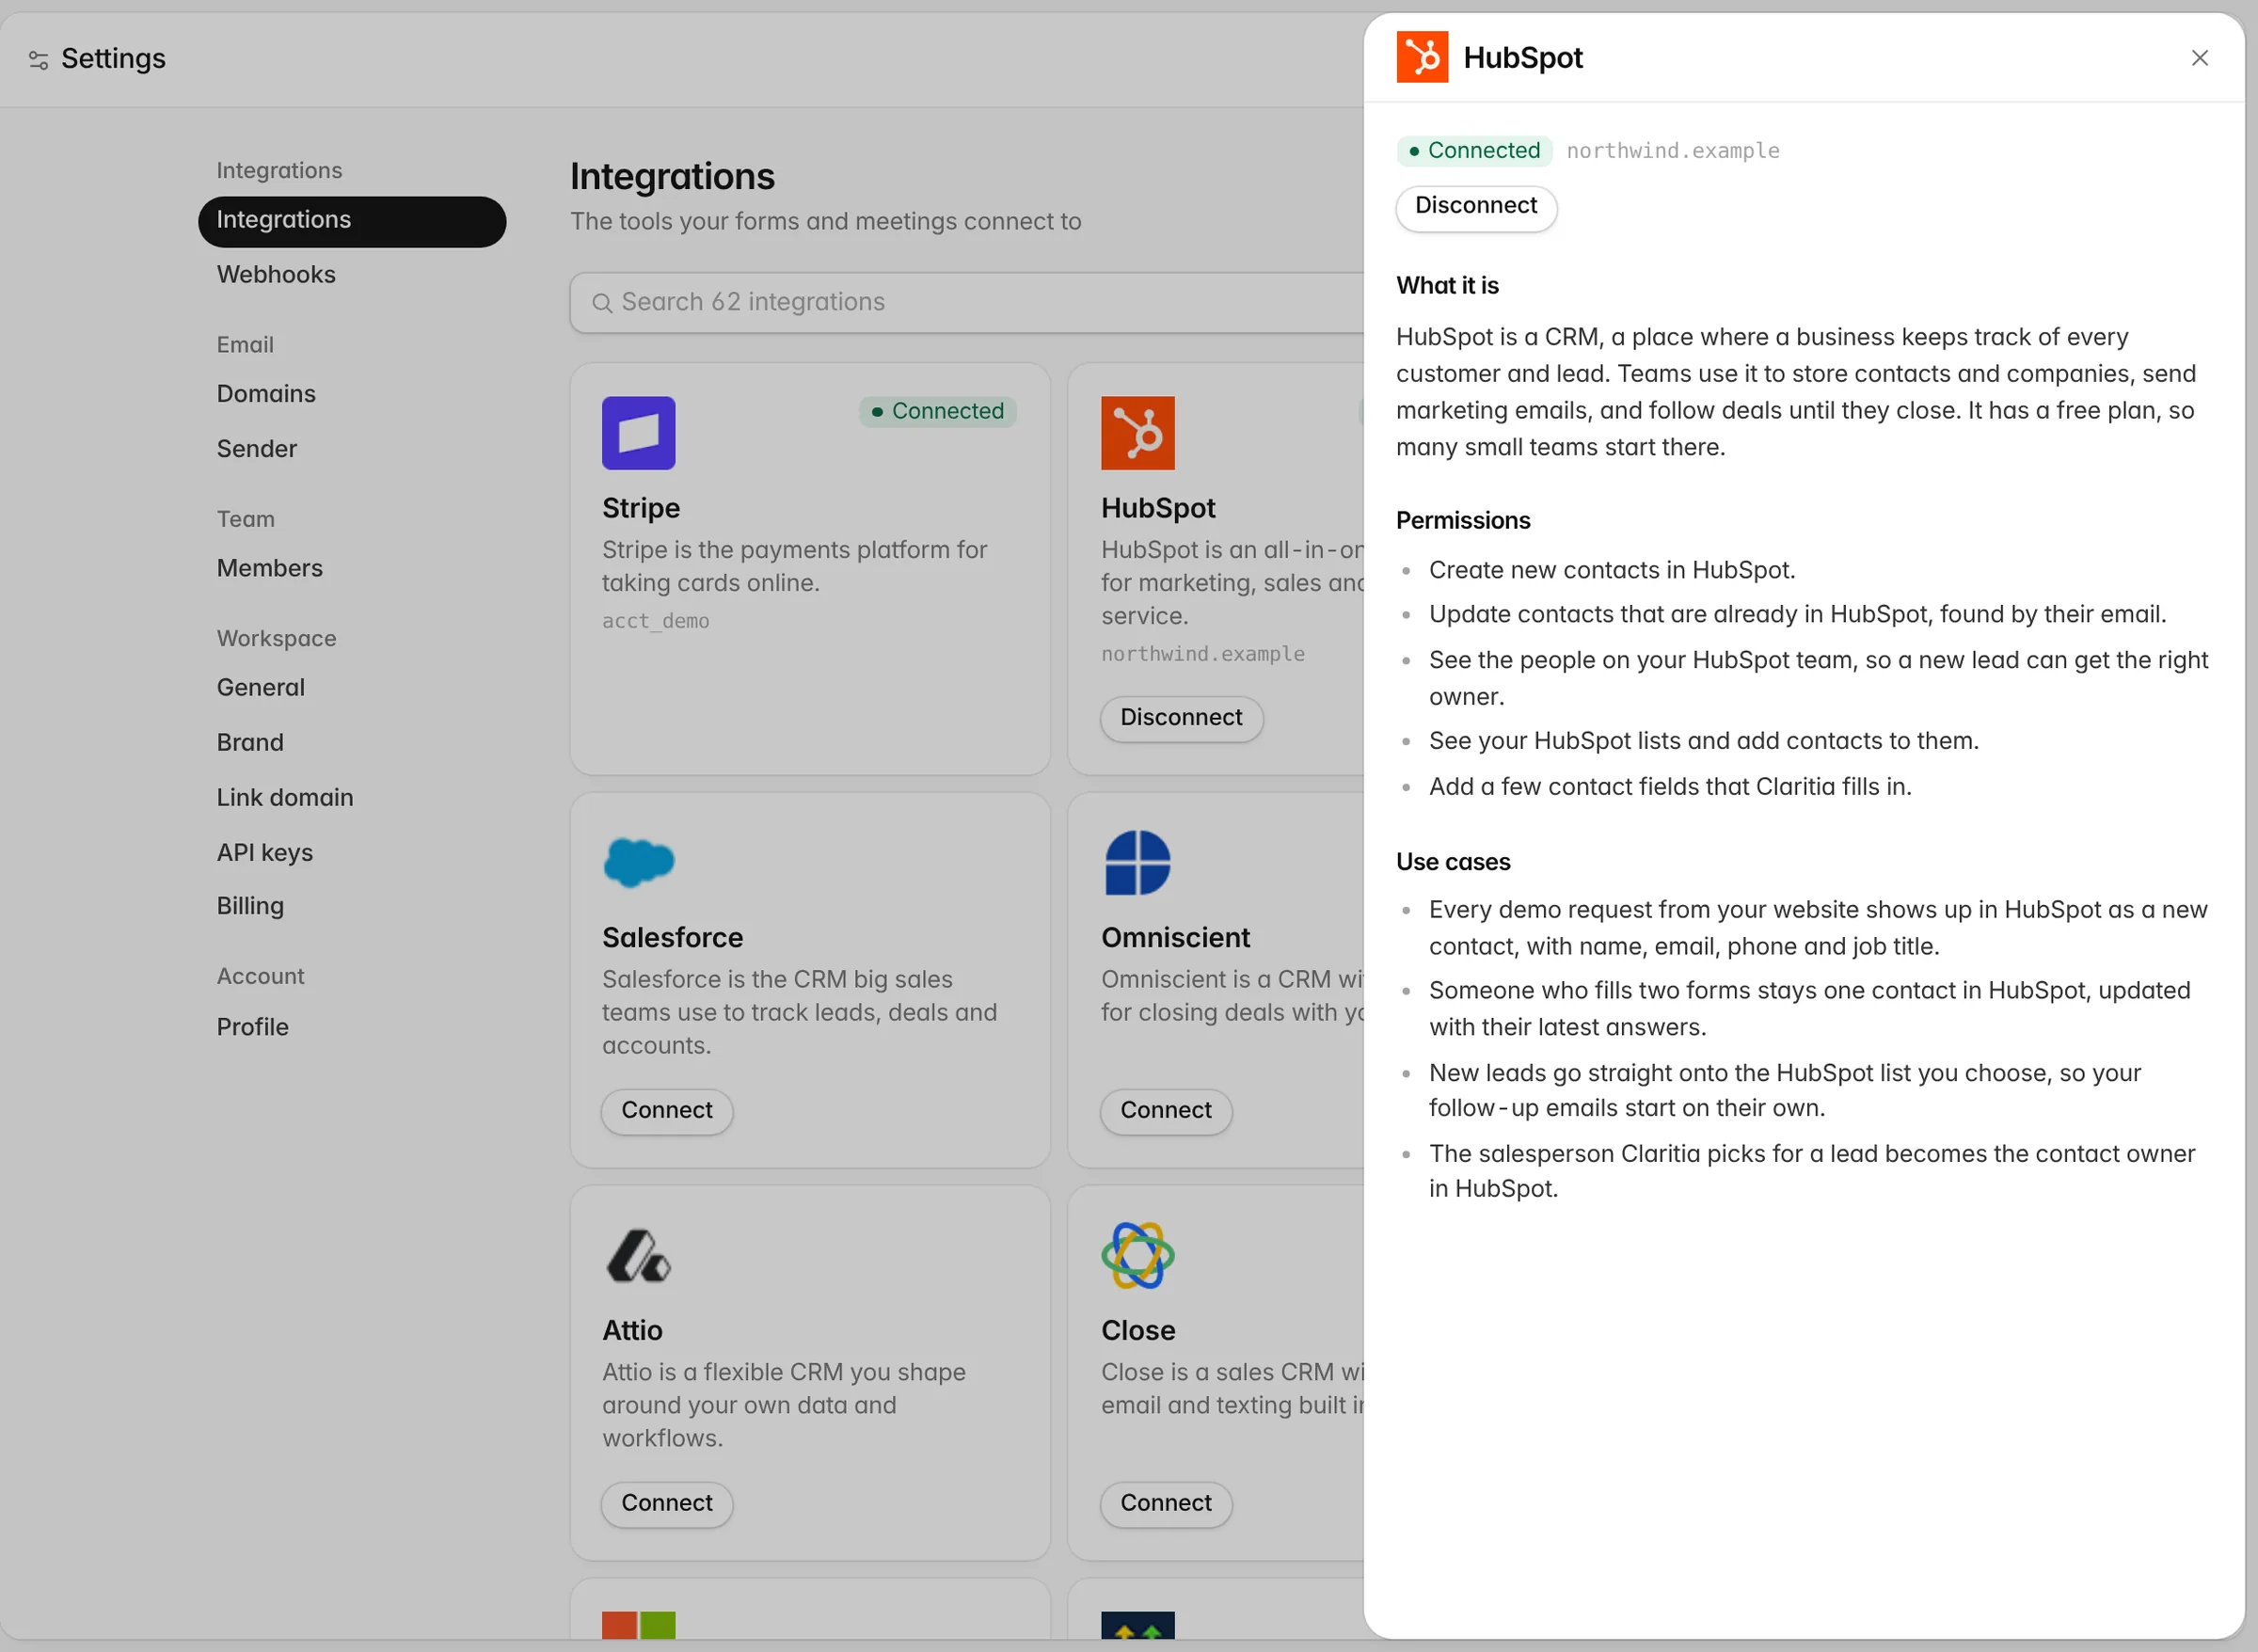 Settings
Integrations
Integrations
Webhooks
Email
Domains
Sender
Team
Members
Workspace
General
Brand
Link domain
API keys
Billing
Account
Profile
Integrations
The tools your forms and meetings connect to
Search 62 integrations
Connected
Stripe
Stripe is the payments platform for
taking cards online.
acct_demo
HubSpot
HubSpot is an all-in-on
for marketing, sales and
service.
northwind.example
Disconnect
Salesforce
Salesforce is the CRM big sales
teams use to track leads, deals and
accounts.
Connect
Omniscient
Omniscient is a CRM wi
for closing deals with yo
Connect
Attio
Attio is a flexible CRM you shape
around your own data and
workflows.
Connect
Close
Close is a sales CRM wi
email and texting built in
Connect
HubSpot
Connected northwind.example
Disconnect
What it is
HubSpot is a CRM, a place where a business keeps track of every
customer and lead. Teams use it to store contacts and companies, send
marketing emails, and follow deals until they close. It has a free plan, so
many small teams start there.
Permissions
Create new contacts in HubSpot.
Update contacts that are already in HubSpot, found by their email.
See the people on your HubSpot team, so a new lead can get the right
owner.
See your HubSpot lists and add contacts to them.
Add a few contact fields that Claritia fills in.
Use cases
Every demo request from your website shows up in HubSpot as a new
contact, with name, email, phone and job title.
Someone who fills two forms stays one contact in HubSpot, updated
with their latest answers.
New leads go straight onto the HubSpot list you choose, so your
follow-up emails start on their own.
The salesperson Claritia picks for a lead becomes the contact owner
in HubSpot.